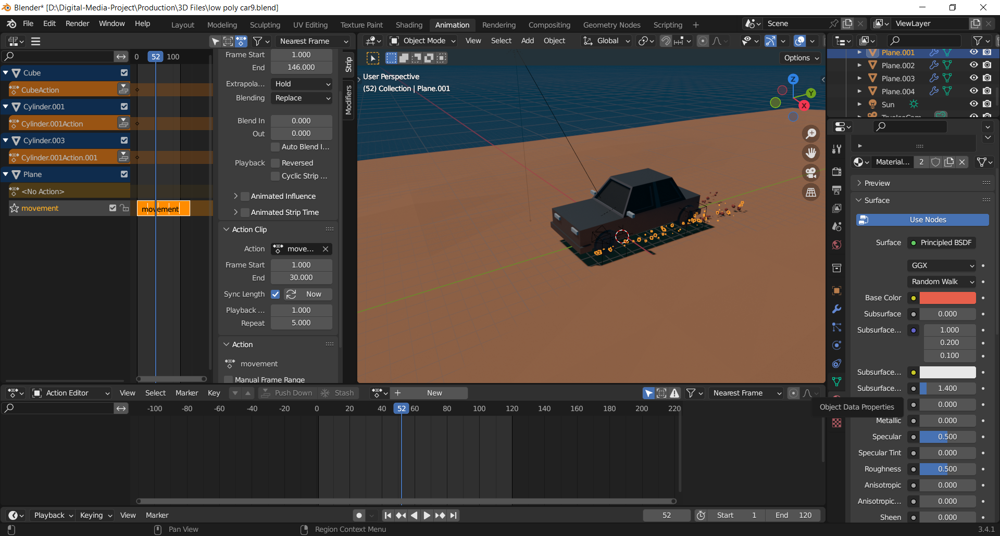 Blender* [D:\Digital-Media-Project\Production\3D Files\low poly car9.blend]
File Edit Render Window Help Layout Modeling Sculpting UV Editing Texture Paint Shading Animation Rendering Compositing Geometry Nodes Scripting + Scene ViewLayer
Nearest Frame
Object Mode View Select Add Object Global
0 52 100
Frame Start 1.000
End 146.000
Extrapola... Hold
Blending Replace
Blend In 0.000
Out 0.000
Auto Blend I...
Playback Reversed
Cyclic Strip ...
Animated Influence
Animated Strip Time
Action Clip
Action move...
Frame Start 1.000
End 30.000
Sync Length Now
Playback ... 1.000
Repeat 5.000
Action
movement
Manual Frame Range
Strip
Modifiers
Cube
CubeAction
Cylinder.001
Cylinder.001Action
Cylinder.003
Cylinder.001Action.001
Plane
<No Action>
movement
movement
Options
User Perspective
(52) Collection | Plane.001
Z
Y
X
Plane.001
Plane.002
Plane.003
Plane.004
Sun
Material... 2
Preview
Surface
Use Nodes
Surface Principled BSDF
GGX
Random Walk
Base Color
Subsurface 0.000
Subsurface... 1.000
0.200
0.100
Subsurface...
Subsurface... 1.400
0.000
Metallic 0.000
Specular 0.500
Specular Tint 0.000
Roughness 0.500
Anisotropic 0.000
Anisotropic... 0.000
Sheen 0.000
Object Data Properties
Action Editor View Select Marker Key Push Down Stash + New Nearest Frame
-100 -80 -60 -40 -20 0 20 40 52 60 80 100 120 140 160 180 200 220
Playback Keying View Marker 52 Start 1 End 120
Pan View Region Context Menu 3.4.1